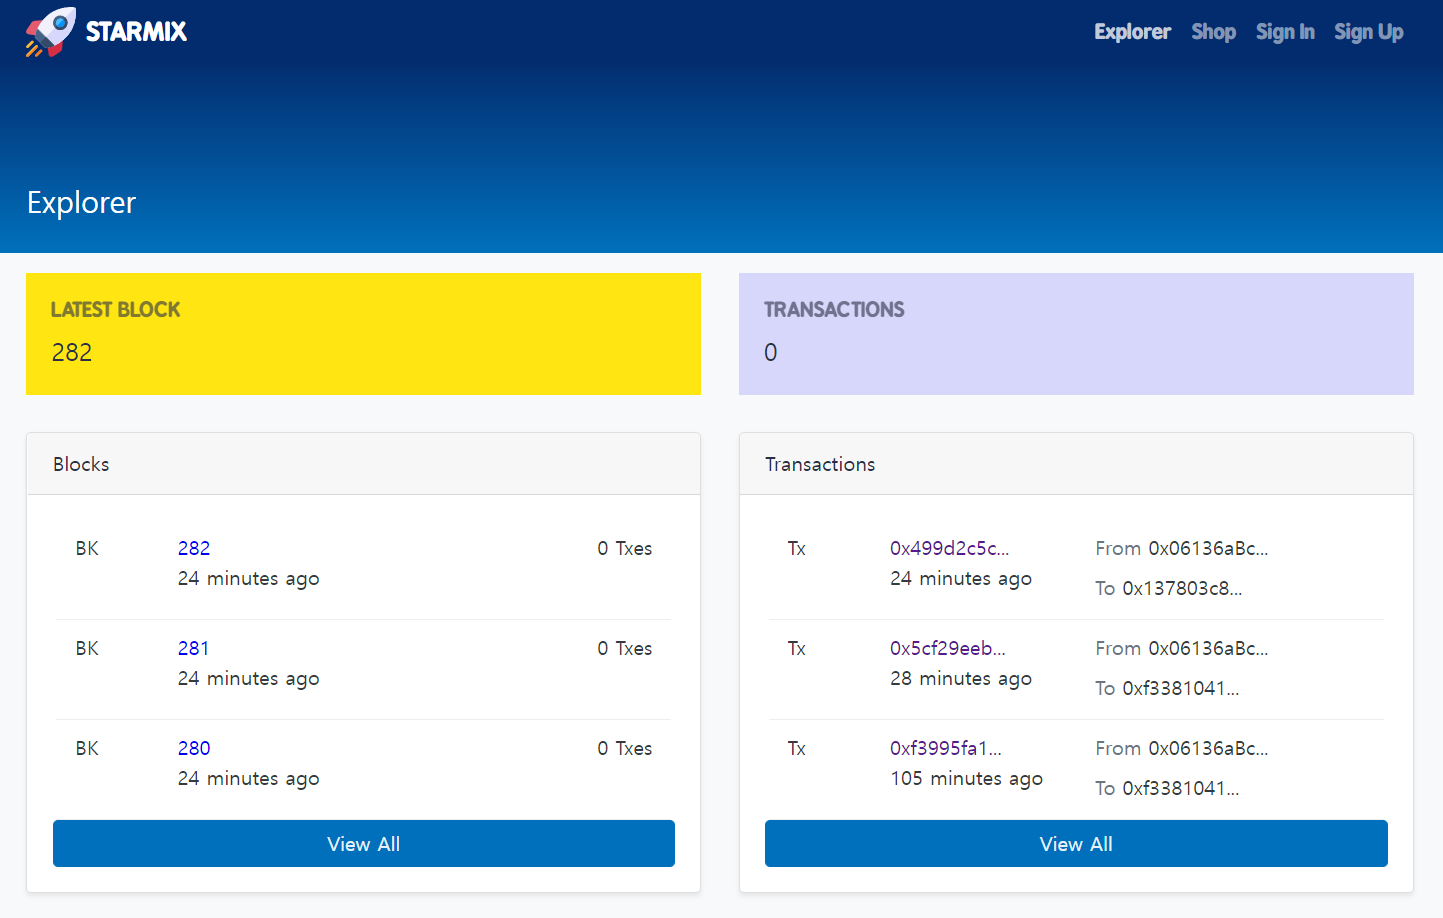 STARMIX
Explorer Shop Sign In Sign Up
Explorer
LATEST BLOCK
282
TRANSACTIONS
0
Blocks
BK 282 0 Txes
24 minutes ago
BK 281 0 Txes
24 minutes ago
BK 280 0 Txes
24 minutes ago
View All
Transactions
Tx 0x499d2c5c... From 0x06136aBc...
24 minutes ago
To 0x137803c8...
Tx 0x5cf29eeb... From 0x06136aBc...
28 minutes ago
To 0xf3381041...
Tx 0xf3995fa1... From 0x06136aBc...
105 minutes ago
To 0xf3381041...
View All